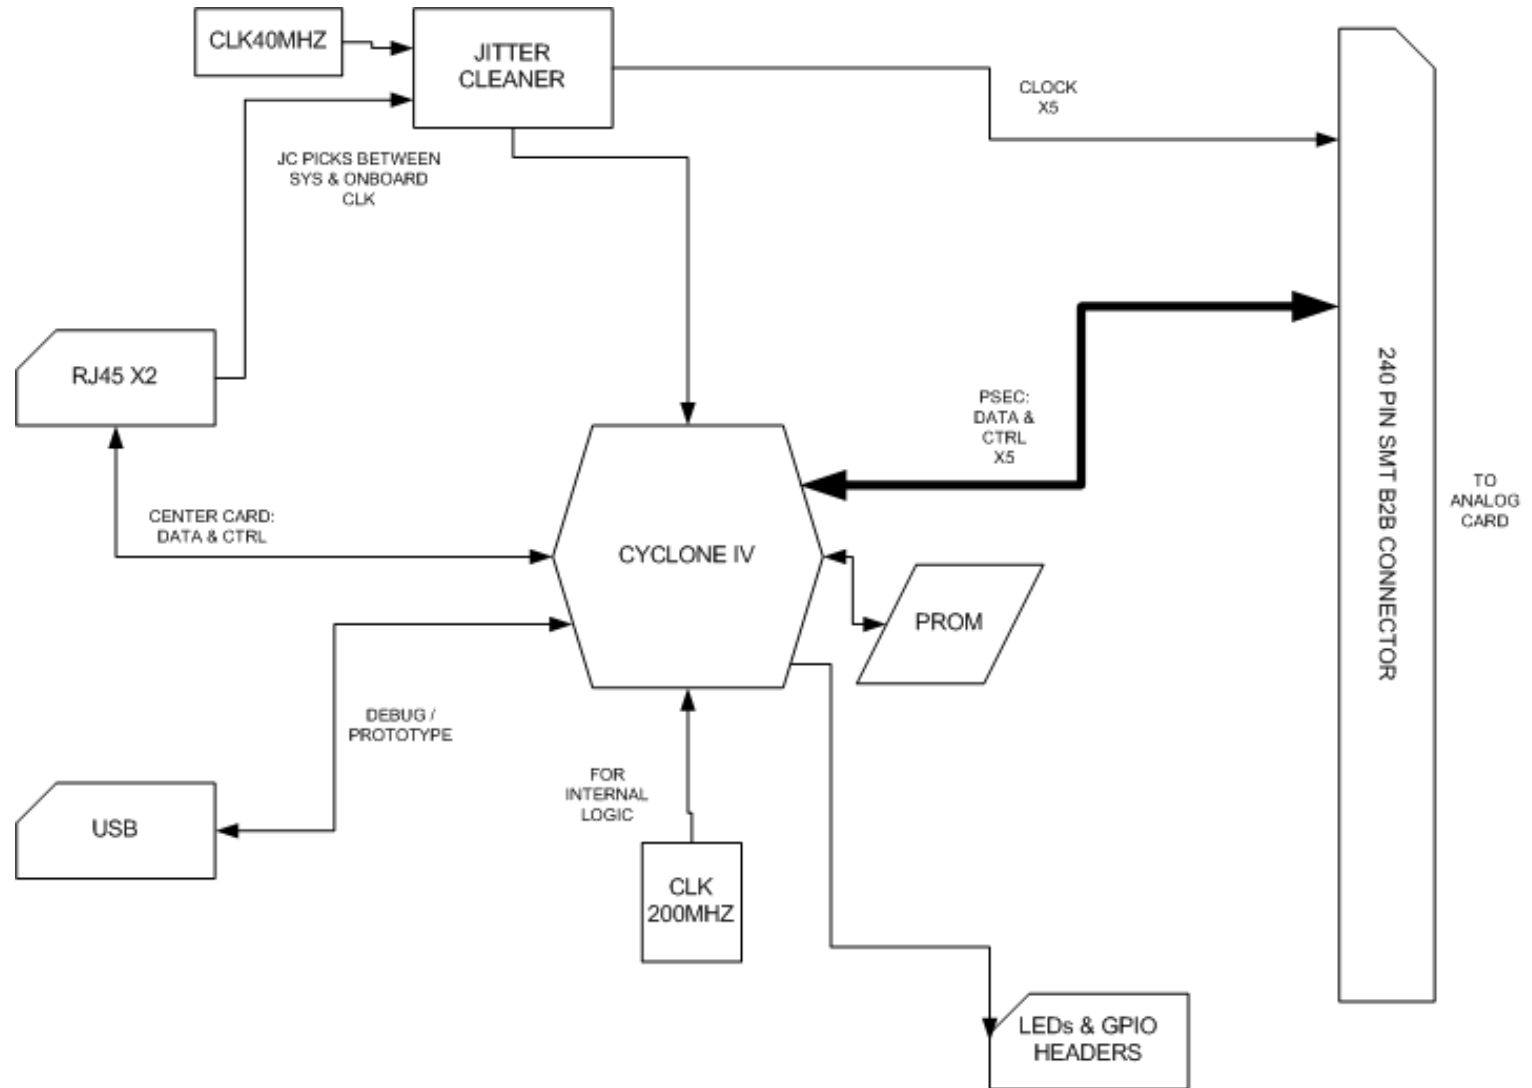 CLK40MHZ
JITTER
CLEANER
CLOCK
X5
JC PICKS BETWEEN
SYS & ONBOARD
CLK
RJ45 X2
240 PIN SMT B2B CONNECTOR
PSEC:
DATA &
CTRL
X5
TO
ANALOG
CARD
CENTER CARD:
DATA & CTRL
CYCLONE IV
PROM
DEBUG /
PROTOTYPE
FOR
INTERNAL
LOGIC
USB
CLK
200MHZ
LEDs & GPIO
HEADERS